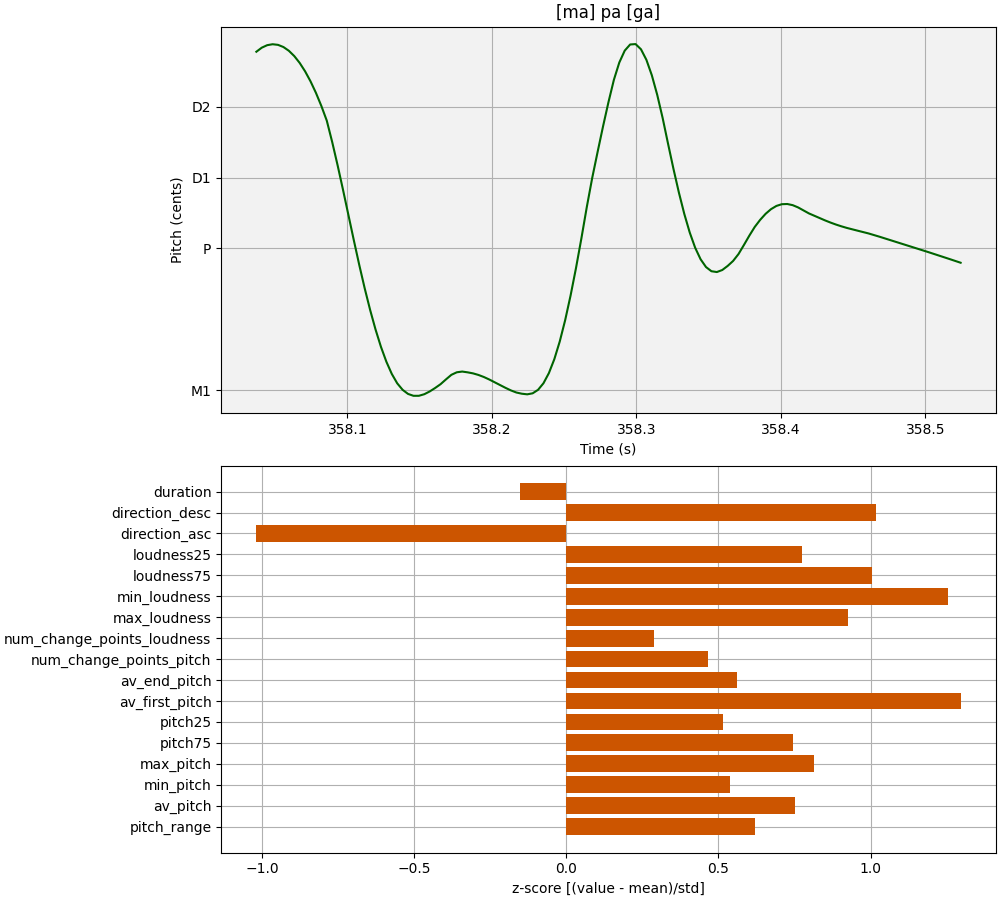 [ma] pa [ga]
D2
D1
P
M1
Pitch (cents)
358.1 358.2 358.3 358.4 358.5
Time (s)
duration
direction_desc
direction_asc
loudness25
loudness75
min_loudness
max_loudness
num_change_points_loudness
num_change_points_pitch
av_end_pitch
av_first_pitch
pitch25
pitch75
max_pitch
min_pitch
av_pitch
pitch_range
−1.0 −0.5 0.0 0.5 1.0
z-score [(value - mean)/std]